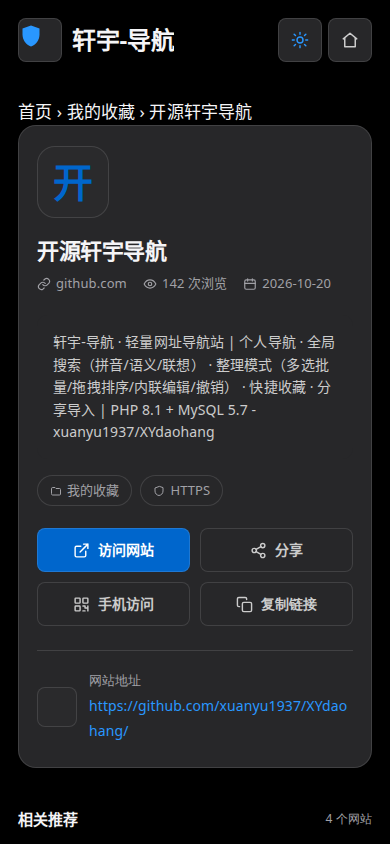 轩宇-导航
首页 › 我的收藏 › 开源轩宇导航
开
开源轩宇导航
github.com 142 次浏览 2026-10-20
轩宇-导航 · 轻量网址导航站 | 个人导航 · 全局
搜索（拼音/语义/联想） · 整理模式（多选批
量/拖拽排序/内联编辑/撤销） · 快捷收藏 · 分
享导入 | PHP 8.1 + MySQL 5.7 -
xuanyu1937/XYdaohang
我的收藏 HTTPS
访问网站 分享
手机访问 复制链接
网站地址
https://github.com/xuanyu1937/XYdao
hang/
相关推荐 4 个网站